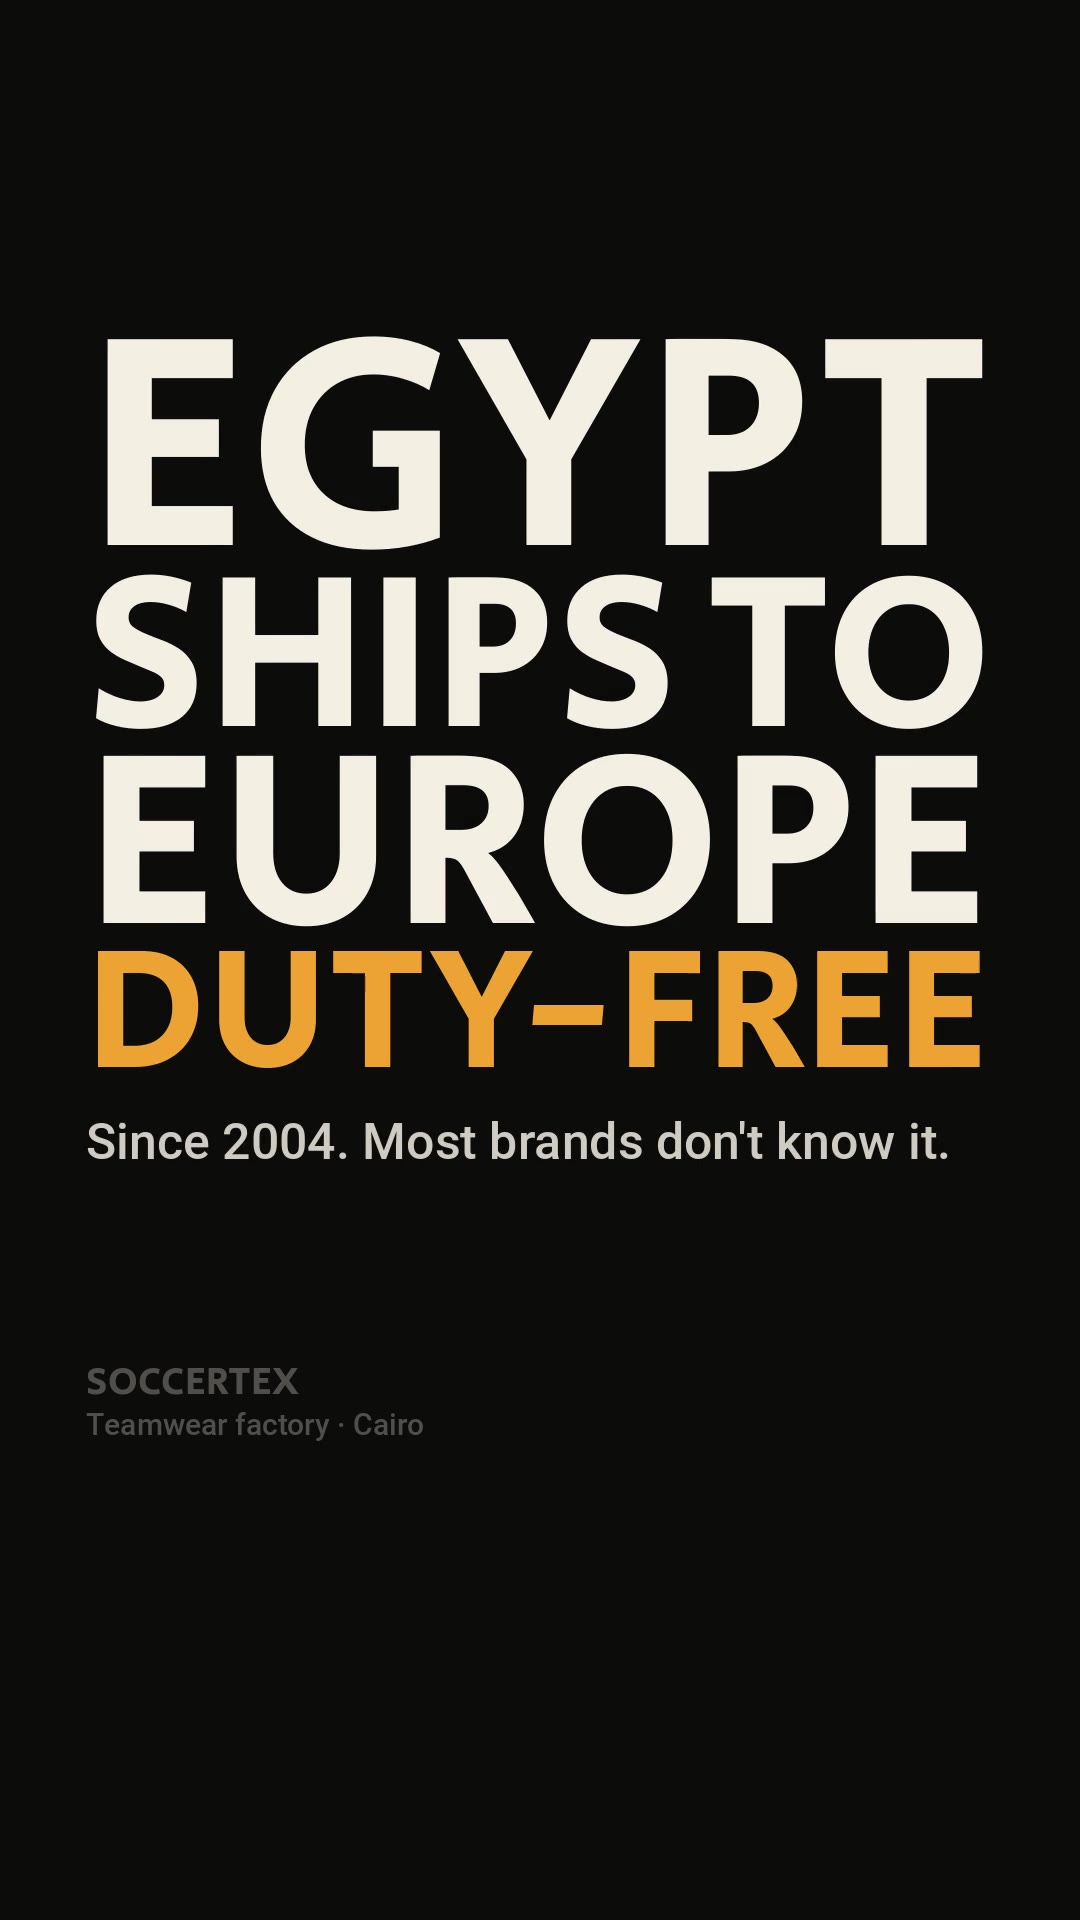 EGYPT
SHIPS TO
EUROPE
DUTY-FREE
Since 2004. Most brands don't know it.
SOCCERTEX
Teamwear factory · Cairo